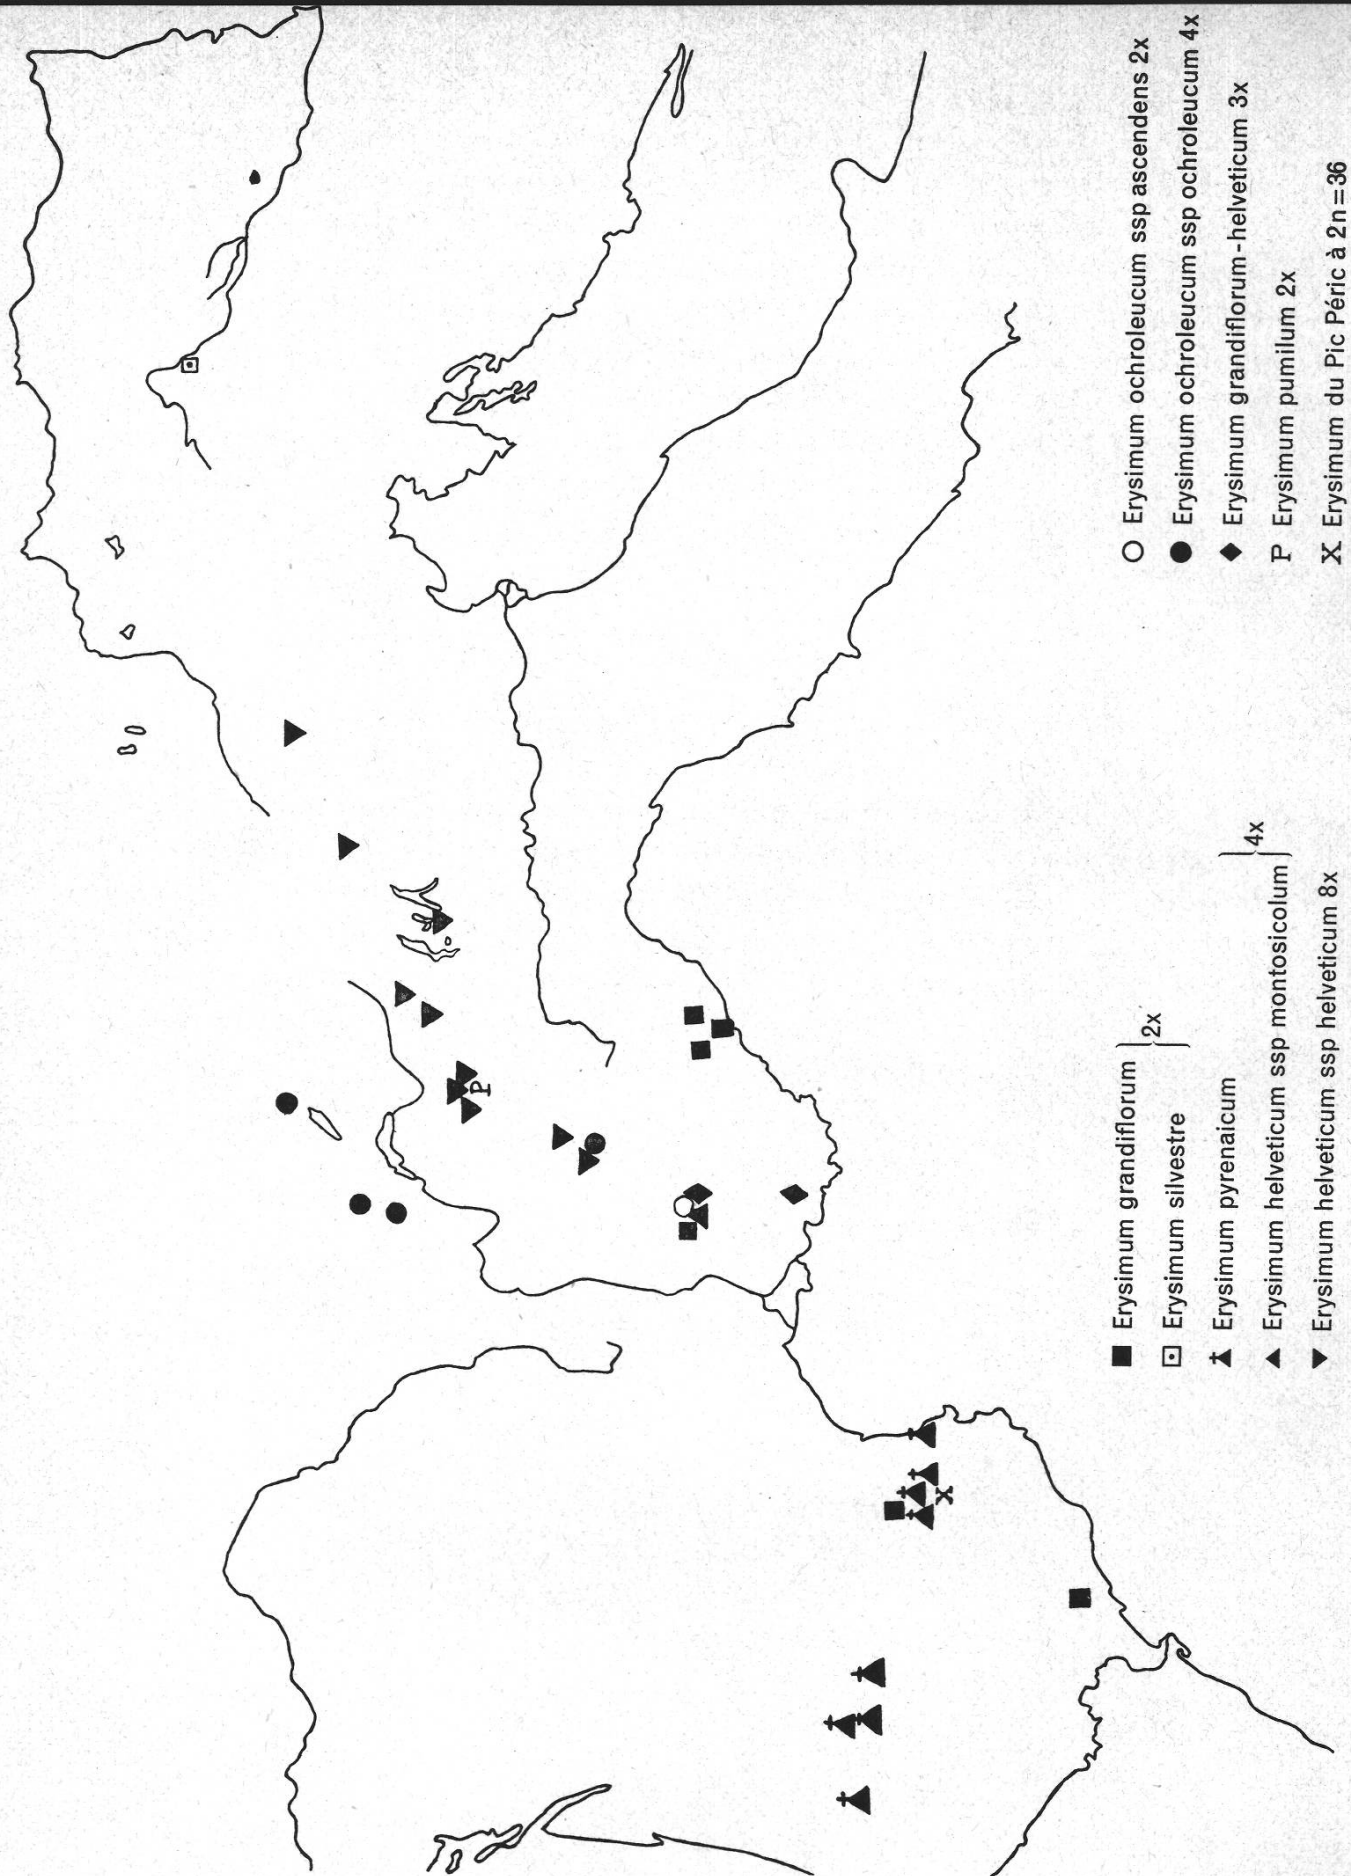 Erysimum grandiflorum
Erysimum silvestre
2x
Erysimum pyrenaicum
Erysimum helveticum ssp montosicolum
4x
Erysimum helveticum ssp helveticum 8x
Erysimum ochroleucum ssp ascendens 2x
Erysimum ochroleucum ssp ochroleucum 4x
Erysimum grandiflorum-helveticum 3x
P Erysimum pumilum 2x
X Erysimum du Pic Péric à 2n=36
P
X